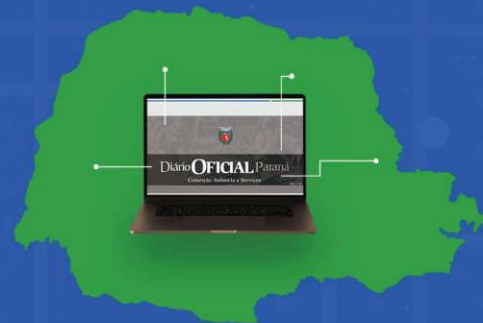 Diário OFICIAL Paraná
Comércio, Indústria e Serviços